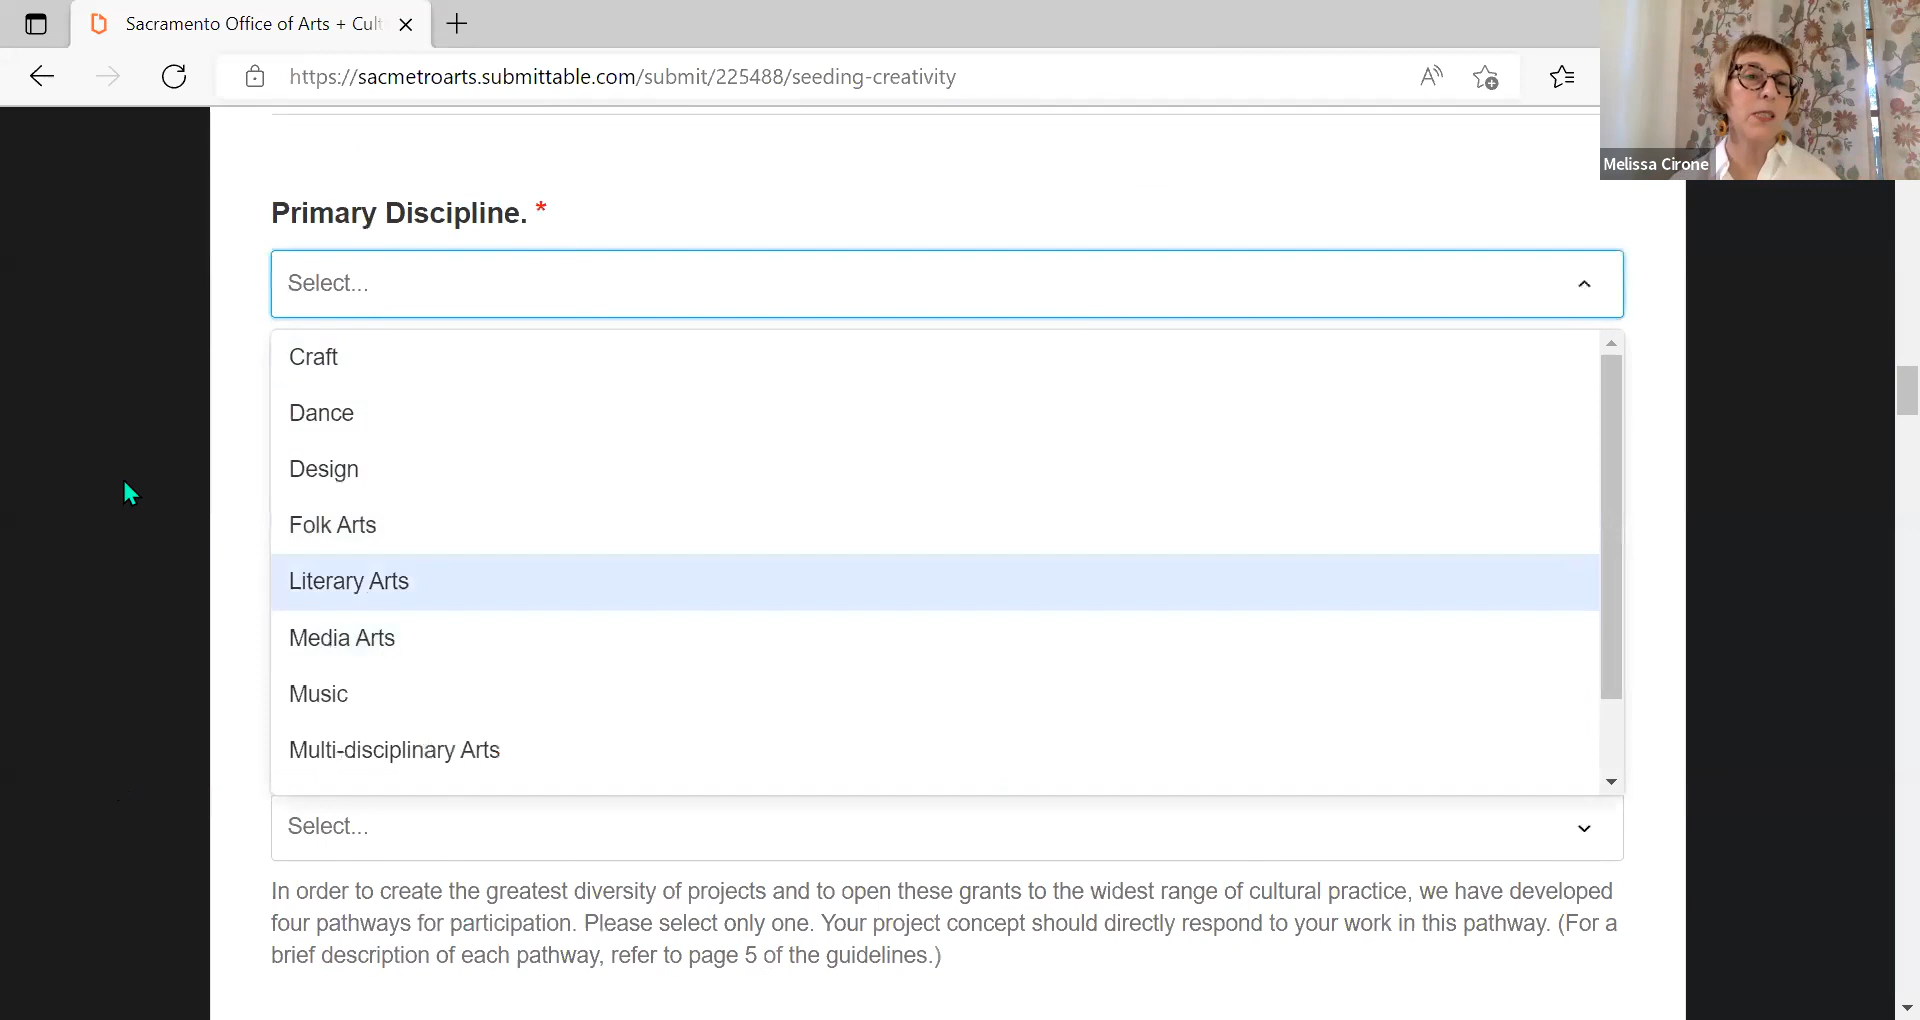 Sacramento Office of Arts + Cult
https://sacmetroarts.submittable.com/submit/225488/seeding-creativity
Melissa Cirone
Primary Discipline. *
Select...
Craft
Dance
Design
Folk Arts
Literary Arts
Media Arts
Music
Multi-disciplinary Arts
Select...
In order to create the greatest diversity of projects and to open these grants to the widest range of cultural practice, we have developed
four pathways for participation. Please select only one. Your project concept should directly respond to your work in this pathway. (For a
brief description of each pathway, refer to page 5 of the guidelines.)